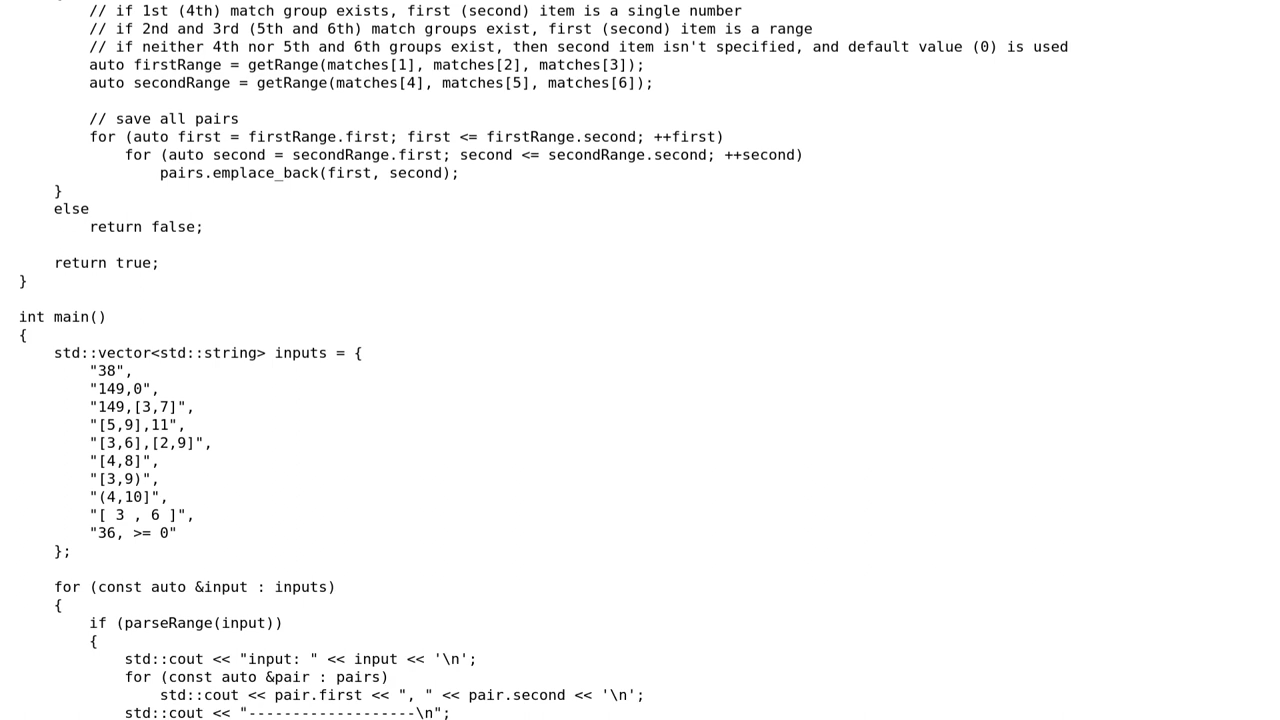 // if 1st (4th) match group exists, first (second) item is a single number
// if 2nd and 3rd (5th and 6th) match groups exist, first (second) item is a range
// if neither 4th nor 5th and 6th groups exist, then second item isn't specified, and default value (0) is used
auto firstRange = getRange(matches[1], matches[2], matches[3]);
auto secondRange = getRange(matches[4], matches[5], matches[6]);
// save all pairs
for (auto first = firstRange.first; first <= firstRange.second; ++first)
for (auto second = secondRange.first; second <= secondRange.second; ++second)
pairs.emplace_back(first, second);
}
else
return false;
return true;
}
int main()
{
std::vector<std::string> inputs = {
"38",
"149,0",
"149,[3,7]",
"[5,9],11",
"[3,6],[2,9]",
"[4,8]",
"[3,9)",
"(4,10]",
"[ 3 , 6 ]",
"36, >= 0"
};
for (const auto &input : inputs)
{
if (parseRange(input))
{
std::cout << "input: " << input << '\n';
for (const auto &pair : pairs)
std::cout << pair.first << ", " << pair.second << '\n';
std::cout << "-------------------\n";